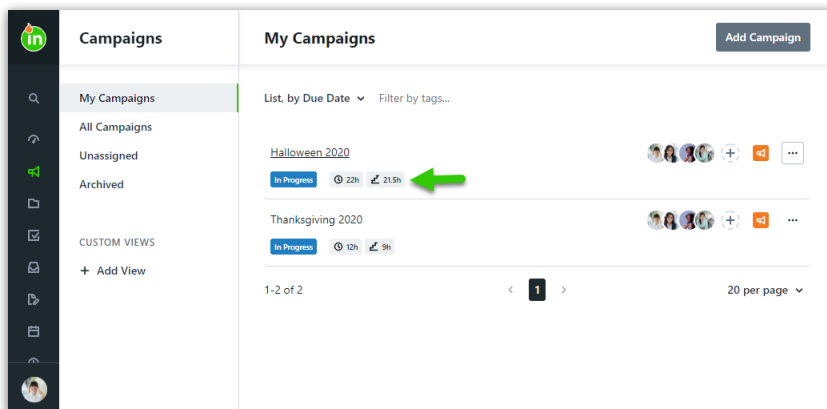 in
Campaigns
My Campaigns
All Campaigns
Unassigned
Archived
CUSTOM VIEWS
+ Add View
My Campaigns
Add Campaign
List, by Due Date
Filter by tags...
Halloween 2020
In Progress 22h 21.5h
Thanksgiving 2020
In Progress 12h 9h
1-2 of 2
1
20 per page